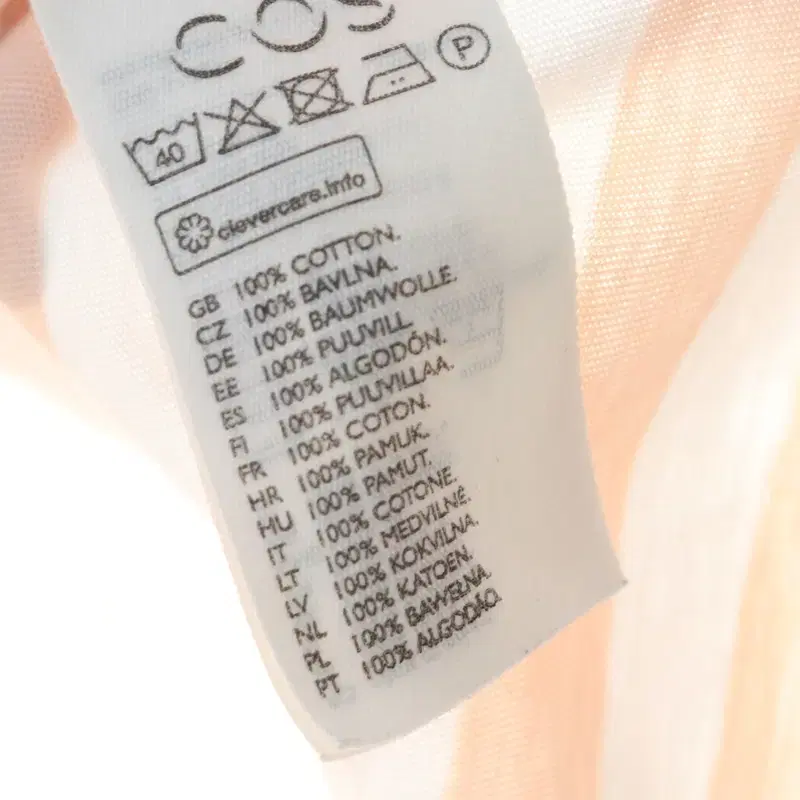 COS
40
P
clevercare.info
GB 100% COTTON.
CZ 100% BAVLNA.
DE 100% BAUMWOLLE.
EE 100% PUUVILL
ES 100% ALGODÓN.
FI 100% PUUVILLAA.
FR 100% COTON.
HR 100% PAMUK.
HU 100% PAMUT.
IT 100% COTONE.
LT 100% MEDVILNĖ.
LV 100% KOKVILNA.
NL 100% KATOEN.
PL 100% BAWEŁNA.
PT 100% ALGODÃO.